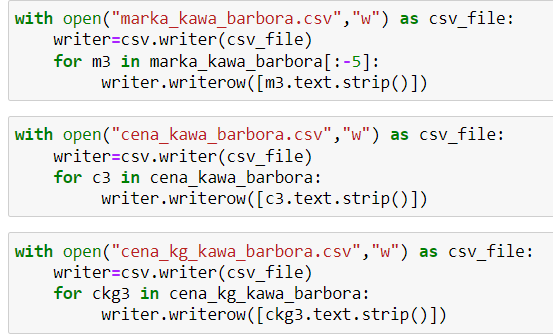 with open("marka_kawa_barbora.csv","w") as csv_file:
    writer=csv.writer(csv_file)
    for m3 in marka_kawa_barbora[:-5]:
        writer.writerow([m3.text.strip()])
with open("cena_kawa_barbora.csv","w") as csv_file:
    writer=csv.writer(csv_file)
    for c3 in cena_kawa_barbora:
        writer.writerow([c3.text.strip()])
with open("cena_kg_kawa_barbora.csv","w") as csv_file:
    writer=csv.writer(csv_file)
    for ckg3 in cena_kg_kawa_barbora:
        writer.writerow([ckg3.text.strip()])